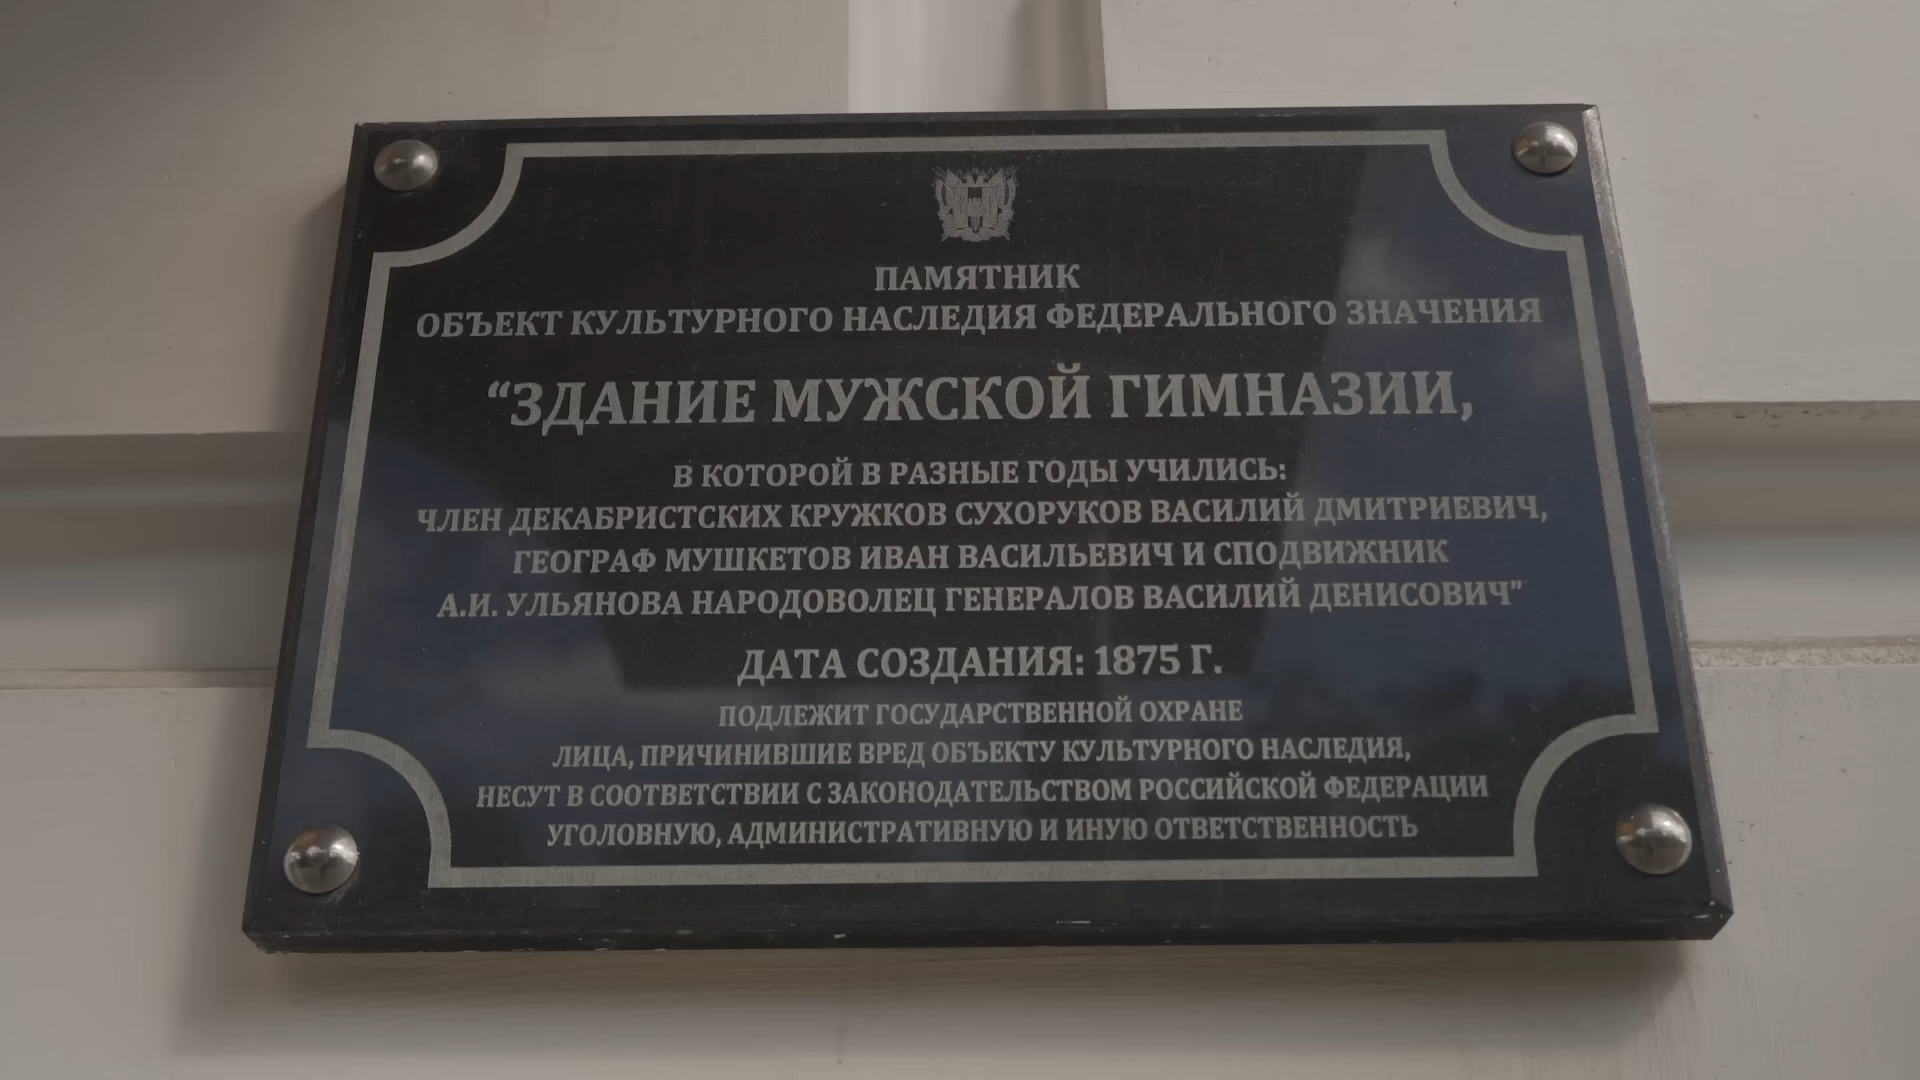 ПАМЯТНИК
ОБЪЕКТ КУЛЬТУРНОГО НАСЛЕДИЯ ФЕДЕРАЛЬНОГО ЗНАЧЕНИЯ
“ЗДАНИЕ МУЖСКОЙ ГИМНАЗИИ,
В КОТОРОЙ В РАЗНЫЕ ГОДЫ УЧИЛИСЬ:
ЧЛЕН ДЕКАБРИСТСКИХ КРУЖКОВ СУХОРУКОВ ВАСИЛИЙ ДМИТРИЕВИЧ,
ГЕОГРАФ МУШКЕТОВ ИВАН ВАСИЛЬЕВИЧ И СПОДВИЖНИК
А.И. УЛЬЯНОВА НАРОДОВОЛЕЦ ГЕНЕРАЛОВ ВАСИЛИЙ ДЕНИСОВИЧ”
ДАТА СОЗДАНИЯ: 1875 Г.
ПОДЛЕЖИТ ГОСУДАРСТВЕННОЙ ОХРАНЕ
ЛИЦА, ПРИЧИНИВШИЕ ВРЕД ОБЪЕКТУ КУЛЬТУРНОГО НАСЛЕДИЯ,
НЕСУТ В СООТВЕТСТВИИ С ЗАКОНОДАТЕЛЬСТВОМ РОССИЙСКОЙ ФЕДЕРАЦИИ
УГОЛОВНУЮ, АДМИНИСТРАТИВНУЮ И ИНУЮ ОТВЕТСТВЕННОСТЬ